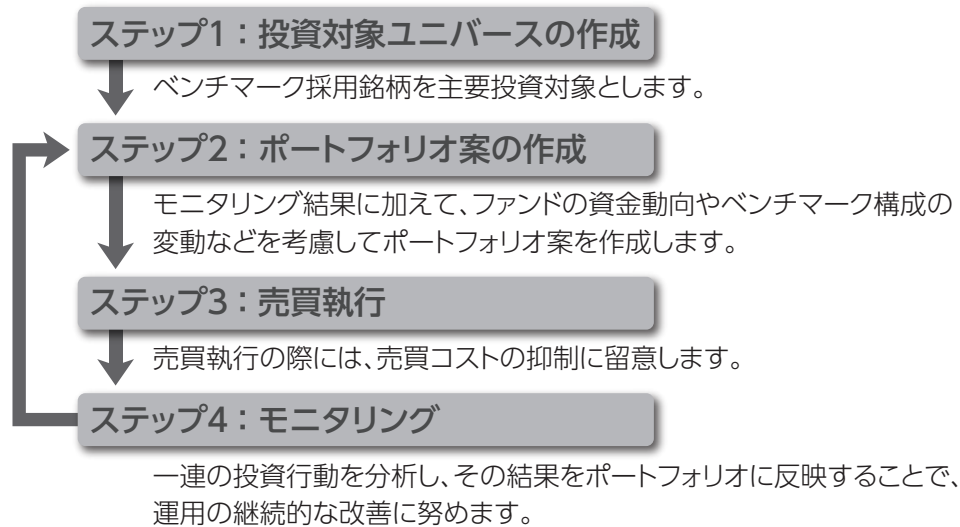 ステップ1：投資対象ユニバースの作成
ベンチマーク採用銘柄を主要投資対象とします。
ステップ2：ポートフォリオ案の作成
モニタリング結果に加えて、ファンドの資金動向やベンチマーク構成の
変動などを考慮してポートフォリオ案を作成します。
ステップ3：売買執行
売買執行の際には、売買コストの抑制に留意します。
ステップ4：モニタリング
一連の投資行動を分析し、その結果をポートフォリオに反映することで、
運用の継続的な改善に努めます。